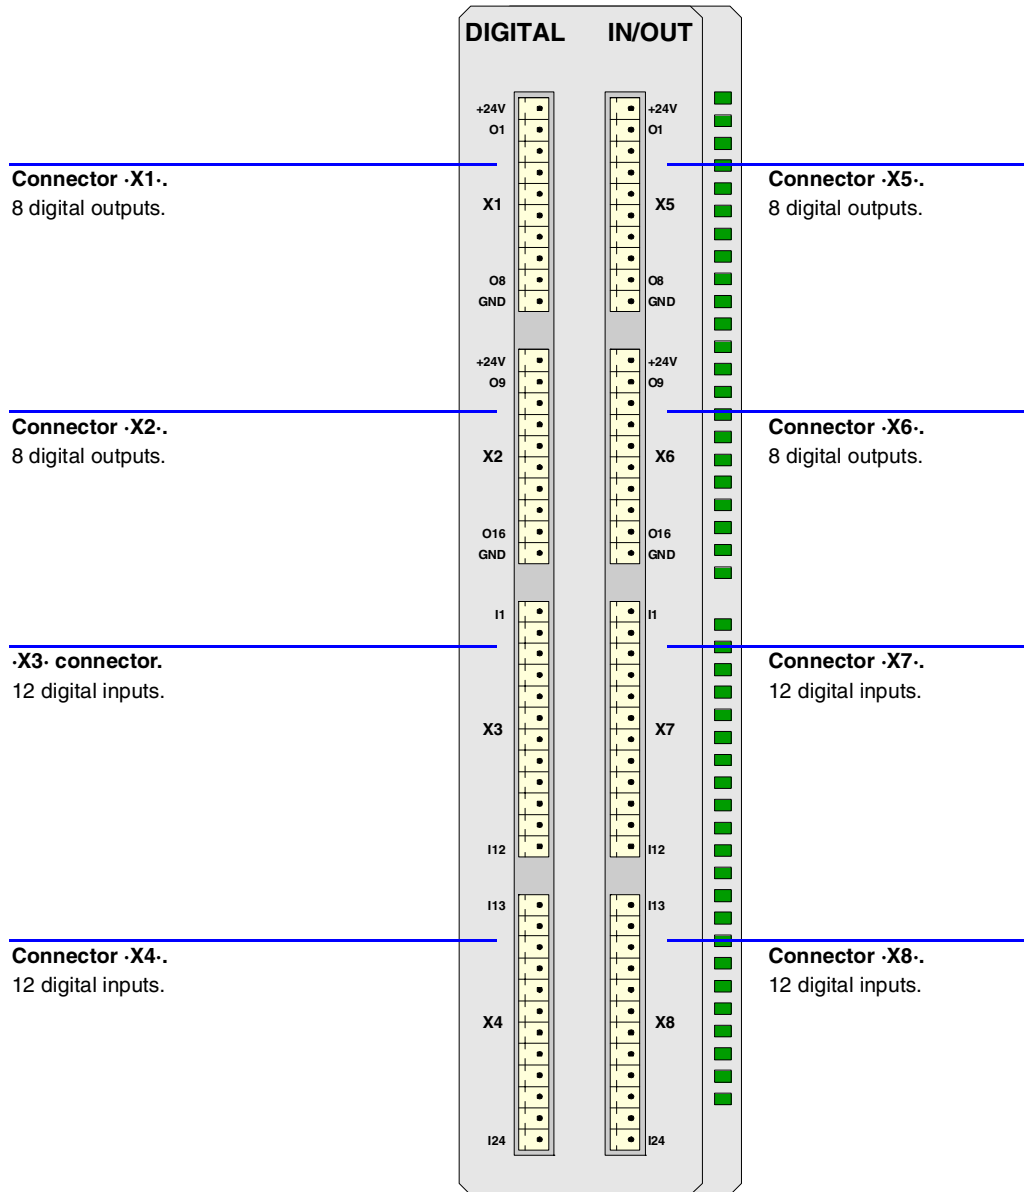 DIGITAL IN/OUT
+24V +24V
O1 O1
Connector ·X1·.
8 digital outputs.
X1 X5
Connector ·X5·.
8 digital outputs.
O8 O8
GND GND
+24V +24V
O9 O9
Connector ·X2·.
8 digital outputs.
X2 X6
Connector ·X6·.
8 digital outputs.
O16 O16
GND GND
I1 I1
·X3· connector.
12 digital inputs.
X3 X7
Connector ·X7·.
12 digital inputs.
I12 I12
I13 I13
Connector ·X4·.
12 digital inputs.
X4 X8
Connector ·X8·.
12 digital inputs.
I24 I24